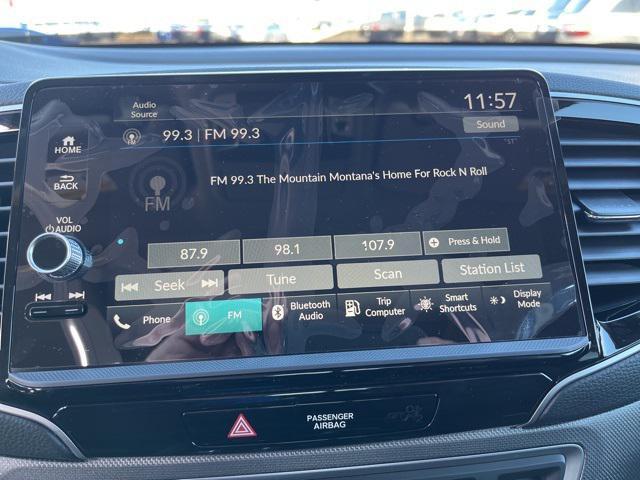 11:57
Audio
Source
Sound
HOME
99.3 | FM 99.3
"ST"
BACK
FM 99.3 The Mountain Montana's Home For Rock N Roll
FM
VOL
AUDIO
87.9
98.1
107.9
Press & Hold
Seek
Tune
Scan
Station List
Phone
FM
Bluetooth
Audio
Trip
Computer
Smart
Shortcuts
Display
Mode
PASSENGER
AIRBAG